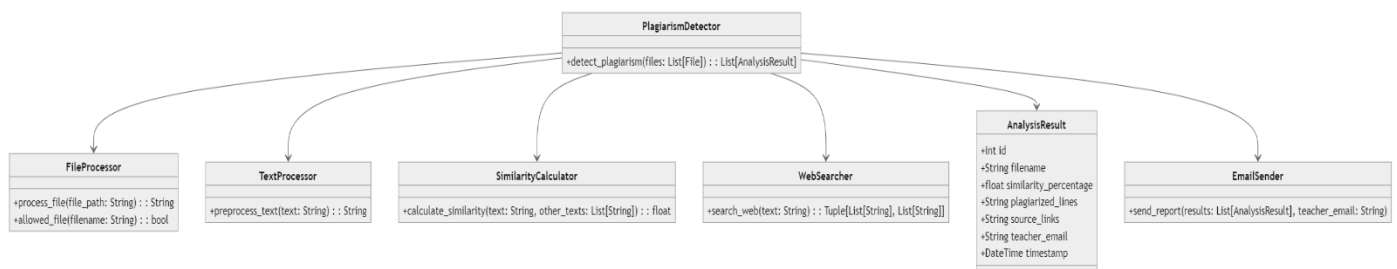 PlagiarismDetector
+detect_plagiarism(files: List[File]) : : List[AnalysisResult]
FileProcessor
+process_file(file_path: String) : : String
+allowed_file(filename: String) : : bool
TextProcessor
+preprocess_text(text: String) : : String
SimilarityCalculator
+calculate_similarity(text: String, other_texts: List[String]) : : float
WebSearcher
+search_web(text: String) : : Tuple[List[String], List[String]]
AnalysisResult
+Int id
+String filename
+float similarity_percentage
+String plagiarized_lines
+String source_links
+String teacher_email
+DateTime timestamp
EmailSender
+send_report(results: List[AnalysisResult], teacher_email: String)